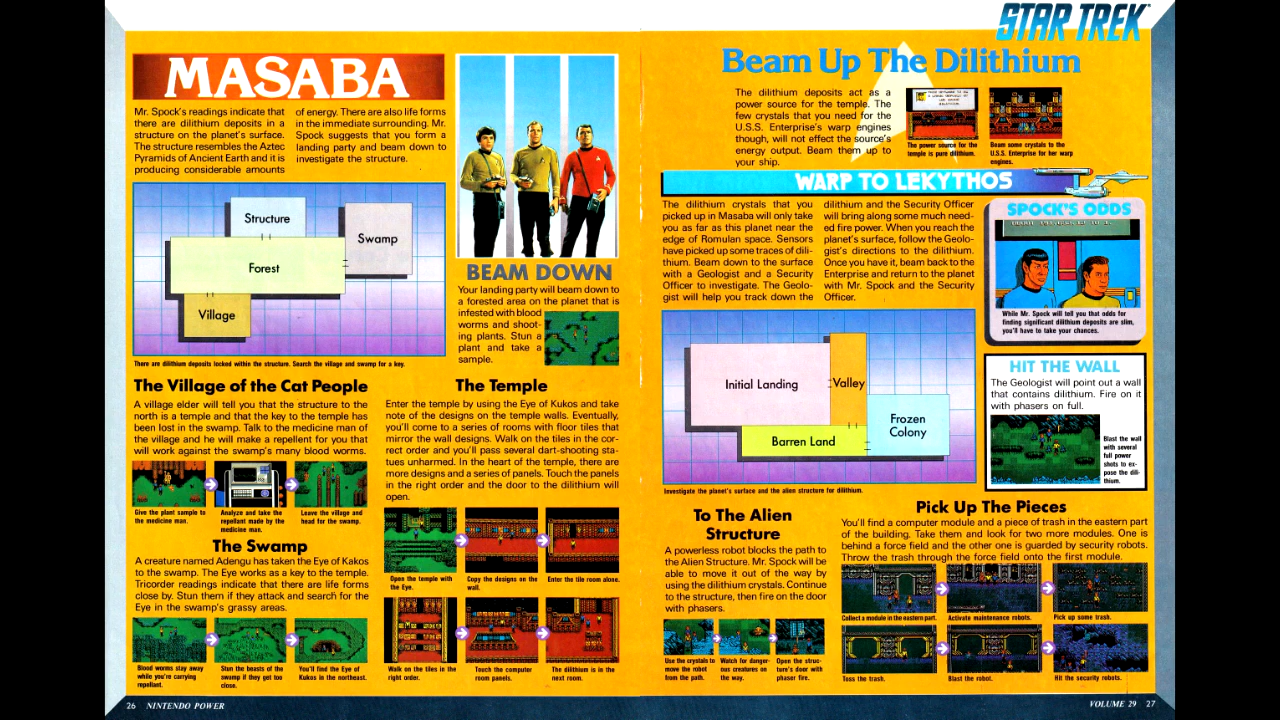 STAR TREK
MASABA
Mr. Spock's readings indicate that
there are dilithium deposits in a
structure on the planet's surface.
The structure resembles the Aztec
Pyramids of Ancient Earth and it is
producing considerable amounts
of energy. There are also life forms
in the immediate surrounding. Mr.
Spock suggests that you form a
landing party and beam down to
investigate the structure.
Structure
Swamp
Forest
Village
There are dilithium deposits locked within the structure. Search the village and swamp for a key.
BEAM DOWN
Your landing party will beam down to
a forested area on the planet that is
infested with blood
worms and shoot-
ing plants. Stun a
plant and take a
sample.
The Village of the Cat People
A village elder will tell you that the structure to the
north is a temple and that the key to the temple has
been lost in the swamp. Talk to the medicine man of
the village and he will make a repellent for you that
will work against the swamp's many blood worms.
Give the plant sample to
the medicine man.
Analyze and take the
repellant made by the
medicine man.
Leave the village and
head for the swamp.
The Swamp
A creature named Adengu has taken the Eye of Kakos
to the swamp. The Eye works as a key to the temple.
Tricorder readings indicate that there are life forms
close by. Stun them if they attack and search for the
Eye in the swamp's grassy areas.
Blood worms stay away
while you're carrying
repellant.
Stun the beasts of the
swamp if they get too
close.
You'll find the Eye of
Kukos in the northeast.
The Temple
Enter the temple by using the Eye of Kukos and take
note of the designs on the temple walls. Eventually,
you'll come to a series of rooms with floor tiles that
mirror the wall designs. Walk on the tiles in the cor-
rect order and you'll pass several dart-shooting sta-
tues unharmed. In the heart of the temple, there are
more designs and a series of panels. Touch the panels
in the right order and the door to the dilithium will
open.
Open the temple with
the Eye.
Copy the designs on the
wall.
Enter the tile room alone.
Walk on the tiles in the
right order.
Touch the computer
room panels.
The dilithium is in the
next room.
26 NINTENDO POWER
Beam Up The Dilithium
The dilithium deposits act as a
power source for the temple. The
few crystals that you need for the
U.S.S. Enterprise's warp engines
though, will not effect the source's
energy output. Beam them up to
your ship.
The power source for the
temple is pure dilithium.
Beam some crystals to the
U.S.S. Enterprise for her warp
engines.
WARP TO LEKYTHOS
The dilithium crystals that you
picked up in Masaba will only take
you as far as this planet near the
edge of Romulan space. Sensors
have picked up some traces of dili-
thium. Beam down to the surface
with a Geologist and a Security
Officer to investigate. The Geolo-
gist will help you track down the
dilithium and the Security Officer
will bring along some much need-
ed fire power. When you reach the
planet's surface, follow the Geolo-
gist's directions to the dilithium.
Once you have it, beam back to the
Enterprise and return to the planet
with Mr. Spock and the Security
Officer.
SPOCK'S ODDS
While Mr. Spock will tell you that odds for
finding significant dilithium deposits are slim,
you'll have to take your chances.
Initial Landing
Valley
Frozen
Colony
Barren Land
Investigate the planet's surface and the alien structure for dilithium.
HIT THE WALL
The Geologist will point out a wall
that contains dilithium. Fire on it
with phasers on full.
Blast the wall
with several
full power
shots to ex-
pose the dili-
thium.
To The Alien
Structure
A powerless robot blocks the path to
the Alien Structure. Mr. Spock will be
able to move it out of the way by
using the dilithium crystals. Continue
to the structure, then fire on the door
with phasers.
Use the crystals to
move the robot
from the path.
Watch for danger-
ous creatures on
the way.
Open the struc-
ture's door with
phaser fire.
Pick Up The Pieces
You'll find a computer module and a piece of trash in the eastern part
of the building. Take them and look for two more modules. One is
behind a force field and the other one is guarded by security robots.
Throw the trash through the force field onto the first module.
Collect a module in the eastern part.
Activate maintenance robots.
Pick up some trash.
Toss the trash.
Blast the robot.
Hit the security robots.
VOLUME 29 27